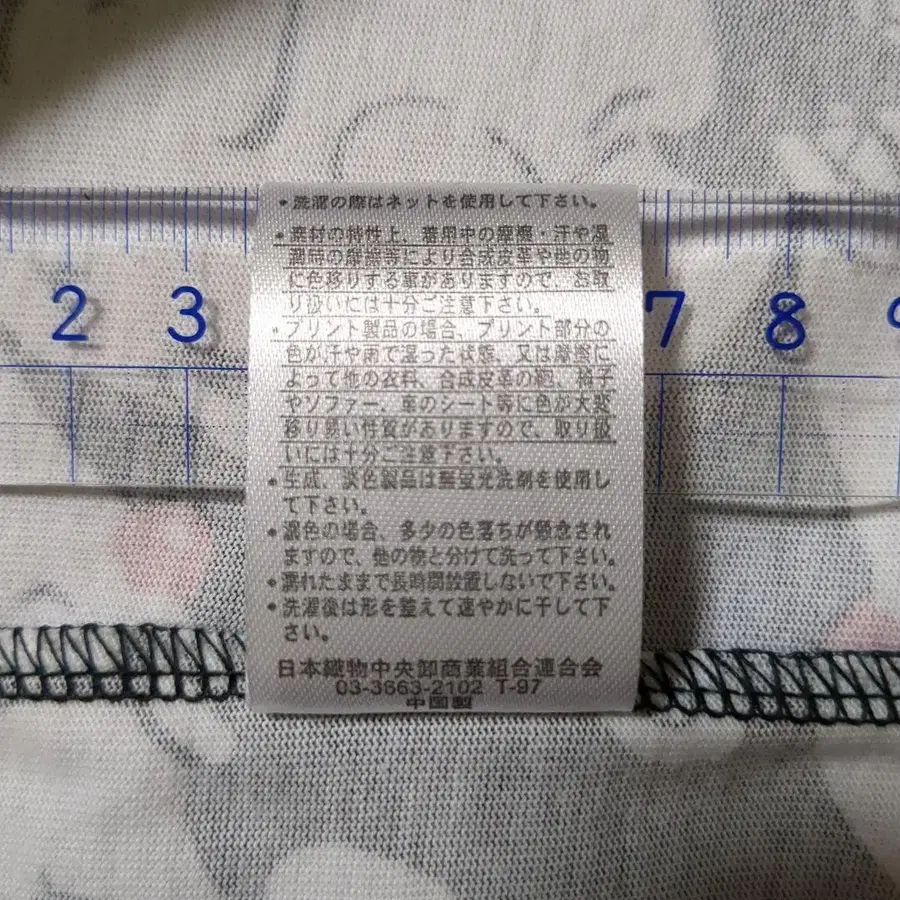 ・洗濯の際はネットを使用して下さい。
・素材の特性上、着用中の摩擦・汗や湿
潤時の摩擦等により合成皮革や他の物
に色移りする事がありますので、お取
り扱いには十分ご注意下さい。
・プリント製品の場合、プリント部分の
色が汗や雨で湿った状態、又は摩擦に
よって他の衣料、合成皮革の鞄、椅子
やソファー、車のシート等に色が大変
移り易い性質がありますので、取り扱
いには十分ご注意下さい。
・生成、淡色製品は無蛍光洗剤を使用し
て下さい。
・混色の場合、多少の色落ちが懸念され
ますので、他の物と分けて洗って下さい。
・濡れたままで長時間設置しないで下さい。
・洗濯後は形を整えて速やかに干して下
さい。
日本織物中央卸商業組合連合会
03-3663-2102 T-97
中国製
2 3 7 8 9